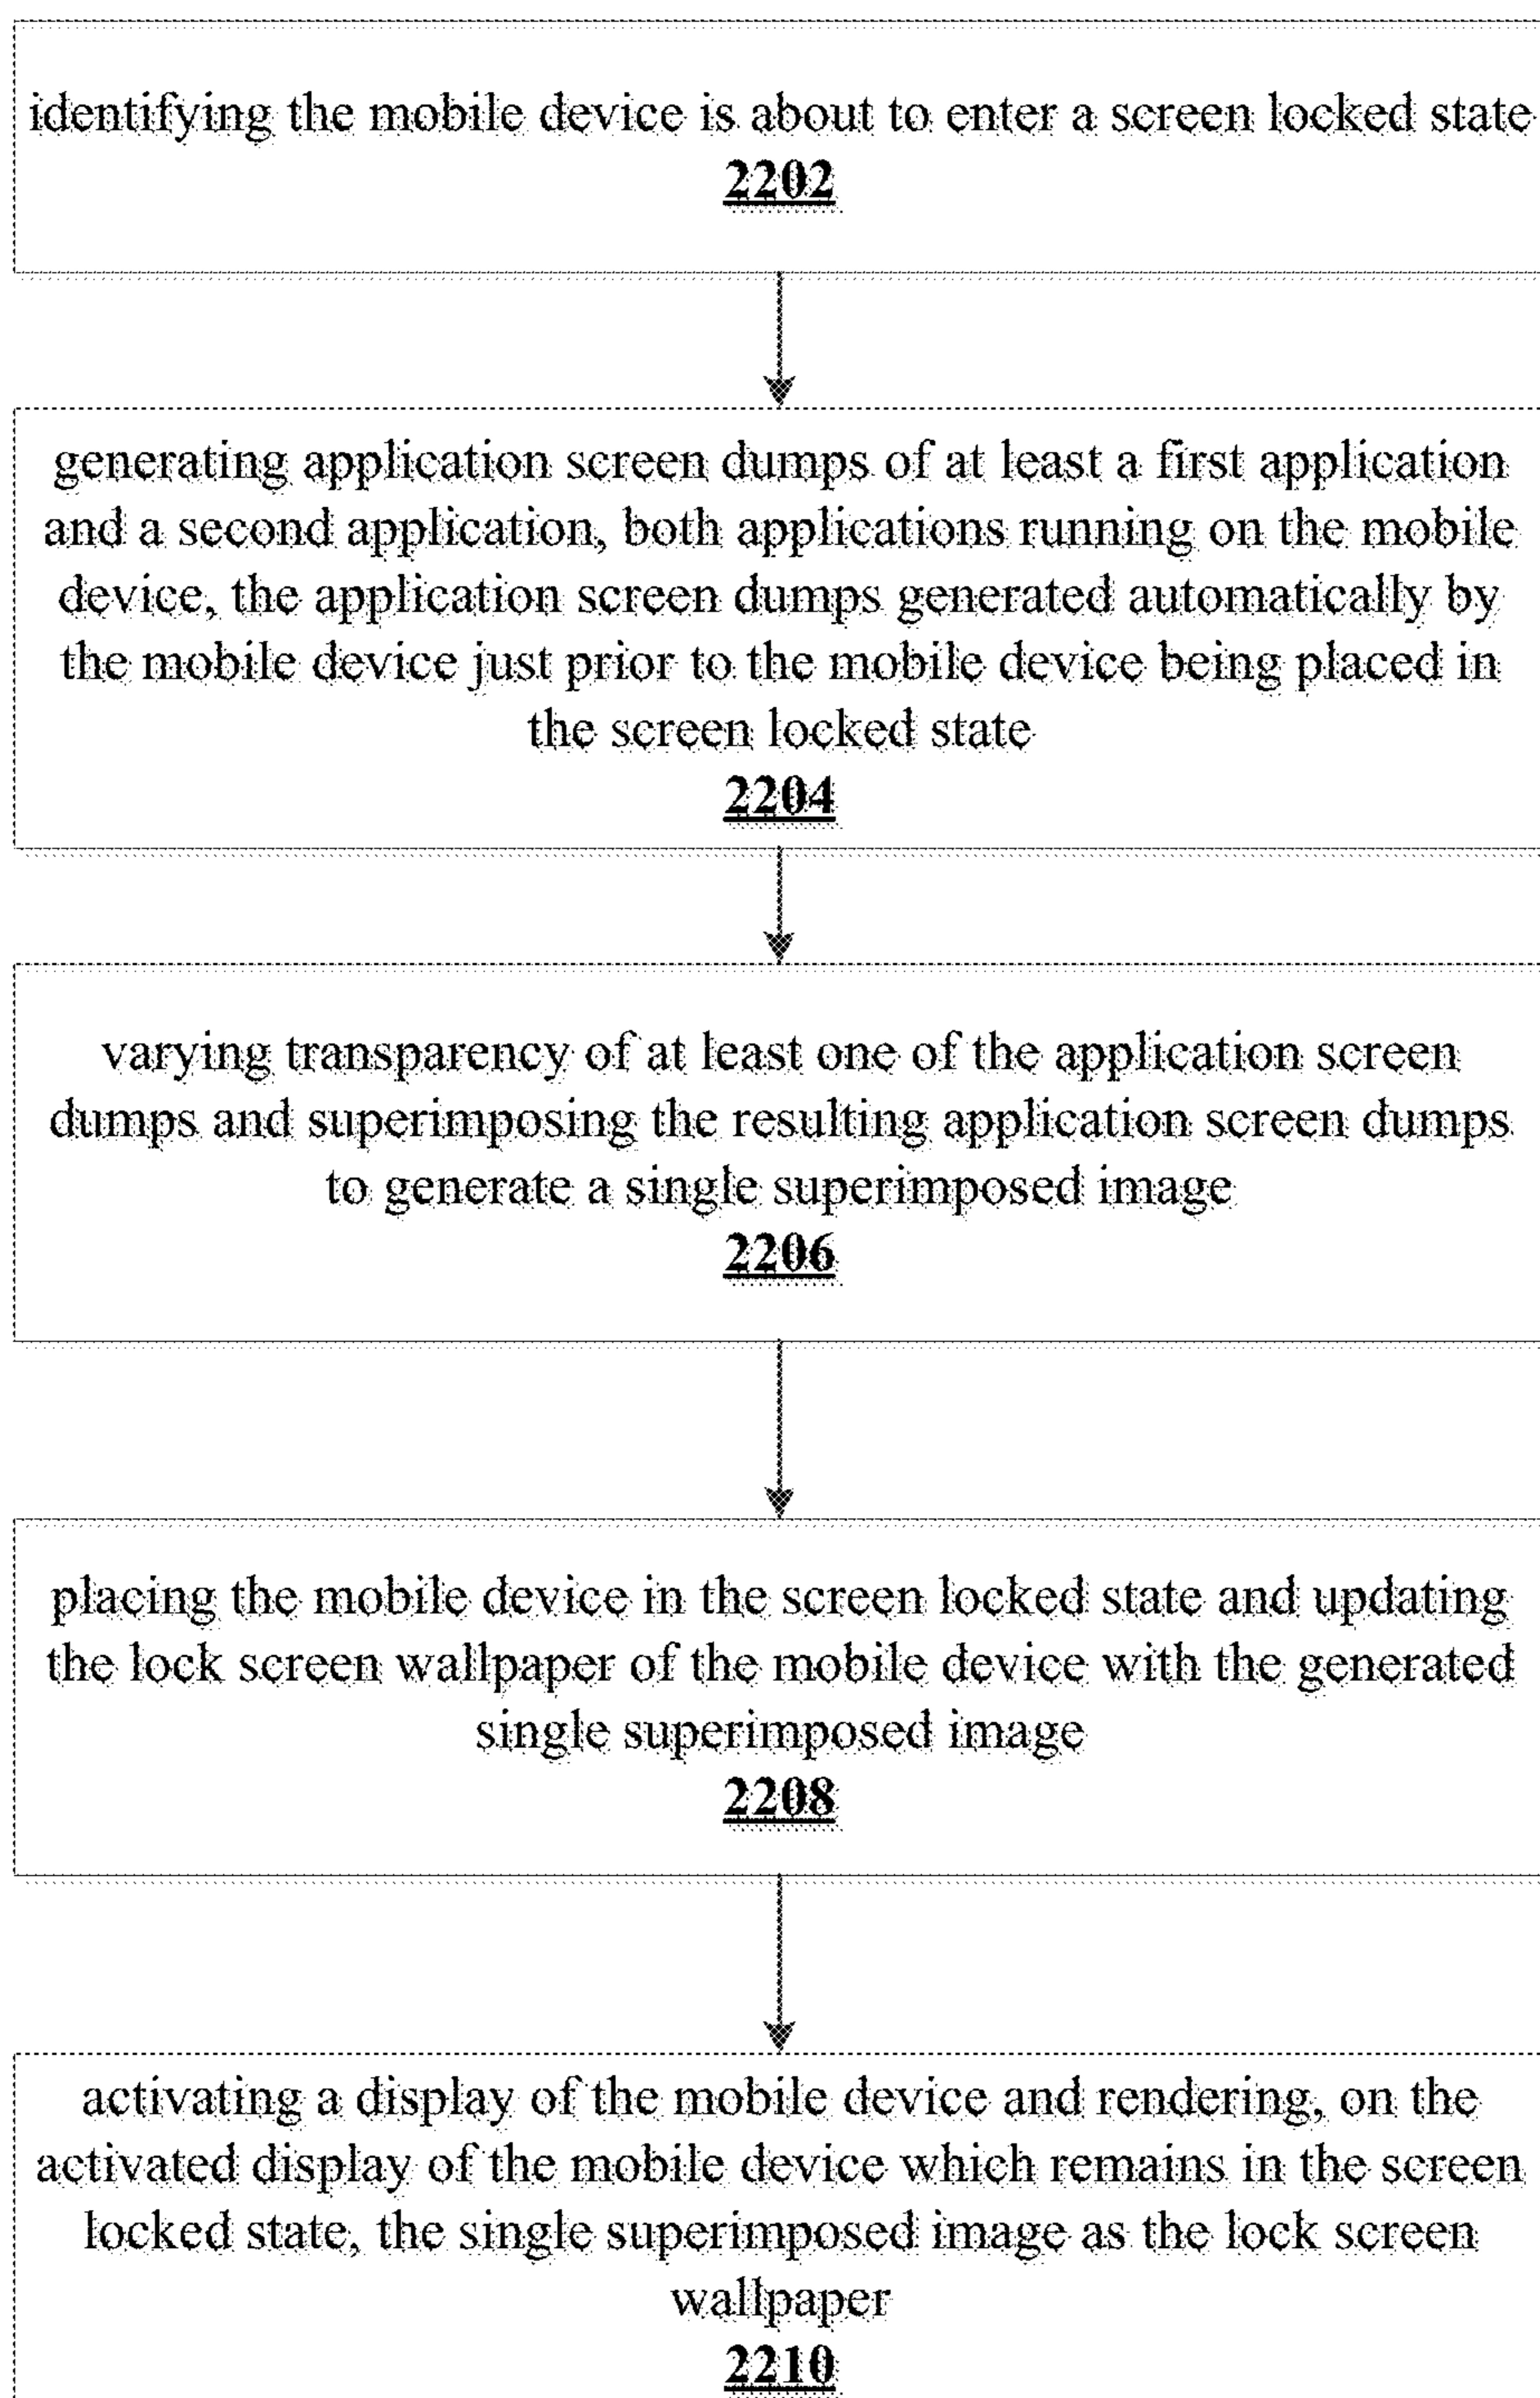 identifying the mobile device is about to enter a screen locked state
2202
generating application screen dumps of at least a first application
and a second application, both applications running on the mobile
device, the application screen dumps generated automatically by
the mobile device just prior to the mobile device being placed in
the screen locked state
2204
varying transparency of at least one of the application screen
dumps and superimposing the resulting application screen dumps
to generate a single superimposed image
2206
placing the mobile device in the screen locked state and updating
the lock screen wallpaper of the mobile device with the generated
single superimposed image
2208
activating a display of the mobile device and rendering, on the
activated display of the mobile device which remains in the screen
locked state, the single superimposed image as the lock screen
wallpaper
2210